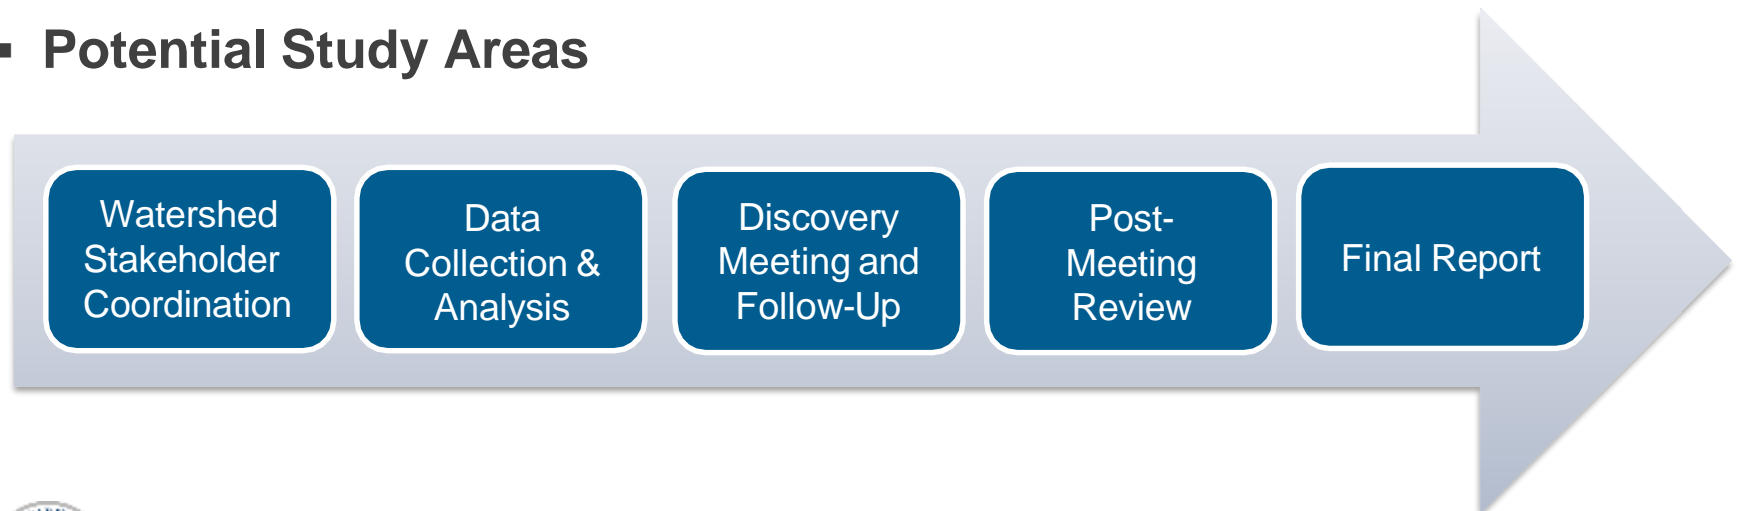 ▪ Potential Study Areas
Watershed
Stakeholder
Coordination
Data
Collection &
Analysis
Discovery
Meeting and
Follow-Up
Post-
Meeting
Review
Final Report